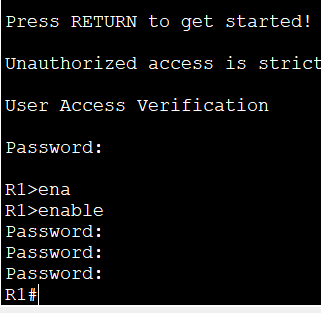 Press RETURN to get started!
Unauthorized access is strict
User Access Verification
Password:
R1>ena
R1>enable
Password:
Password:
Password:
R1#